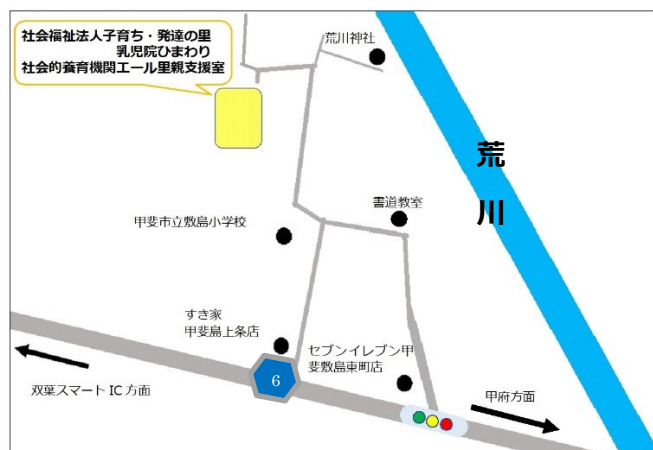 社会福祉法人子育ち・発達の里
乳児院ひまわり
社会的養育機関エール里親支援室
荒川神社
荒川
書道教室
甲斐市立敷島小学校
すき家
甲斐島上条店
セブンイレブン甲
斐敷島東町店
6
双葉スマート IC 方面
甲府方面